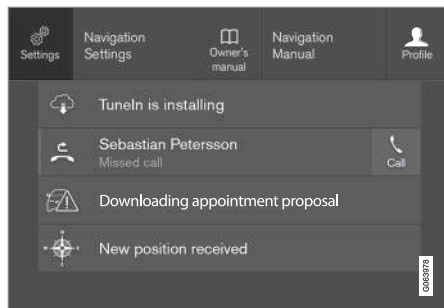 Navigation
Settings
Navigation
Manual
Settings
Owner's
manual
Profile
TuneIn is installing
Sebastian Petersson
Missed call
Call
Downloading appointment proposal
New position received
G063978